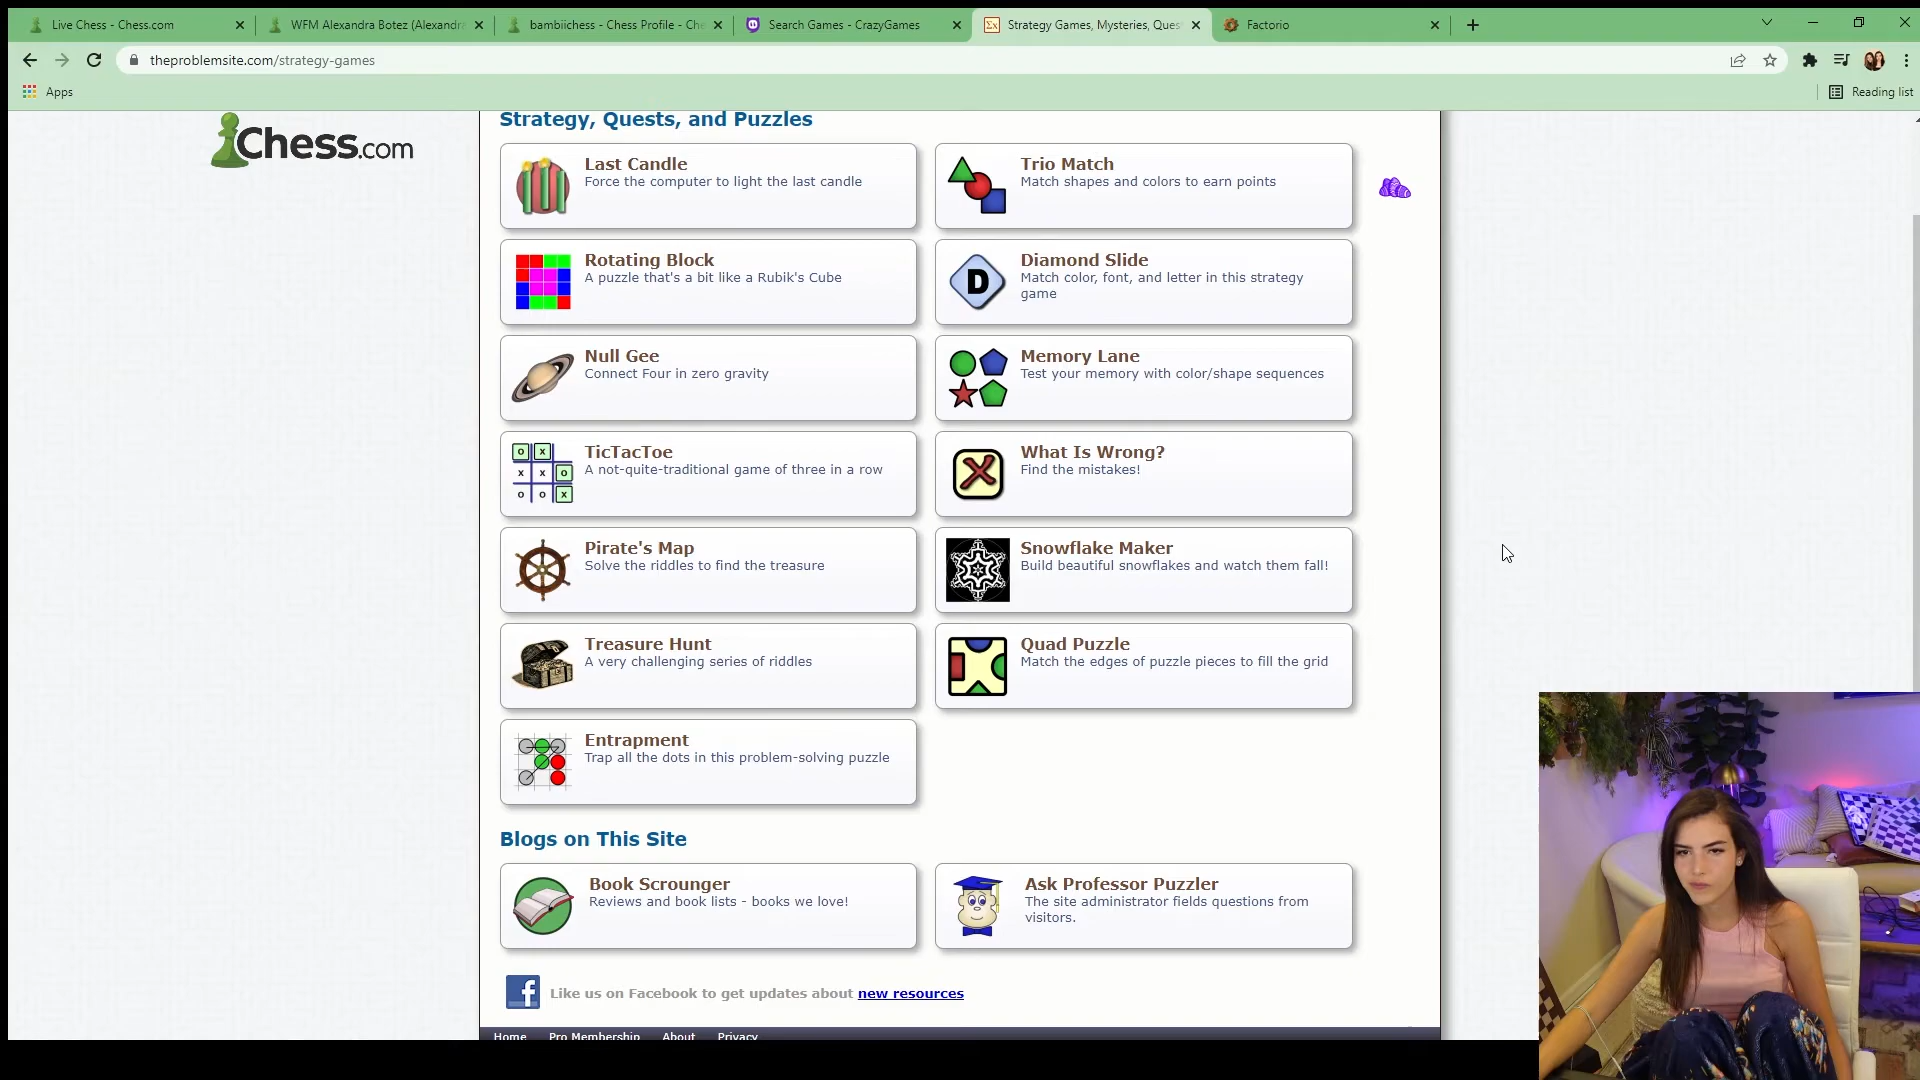 Live Chess - Chess.com
WFM Alexandra Botez (Alexandra
bambiichess - Chess Profile - Che
Search Games - CrazyGames
Strategy Games, Mysteries, Ques
Factorio
theproblemsite.com/strategy-games
Apps
Reading list
Chess.com
Strategy, Quests, and Puzzles
Last Candle
Force the computer to light the last candle
Trio Match
Match shapes and colors to earn points
Rotating Block
A puzzle that's a bit like a Rubik's Cube
Diamond Slide
Match color, font, and letter in this strategy
game
D
Null Gee
Connect Four in zero gravity
Memory Lane
Test your memory with color/shape sequences
TicTacToe
A not-quite-traditional game of three in a row
o x
x x o
o o x
What Is Wrong?
Find the mistakes!
Pirate's Map
Solve the riddles to find the treasure
Snowflake Maker
Build beautiful snowflakes and watch them fall!
Treasure Hunt
A very challenging series of riddles
Quad Puzzle
Match the edges of puzzle pieces to fill the grid
Entrapment
Trap all the dots in this problem-solving puzzle
Blogs on This Site
Book Scrounger
Reviews and book lists - books we love!
Ask Professor Puzzler
The site administrator fields questions from
visitors.
f
Like us on Facebook to get updates about new resources
Home Pro Membership About Privacy